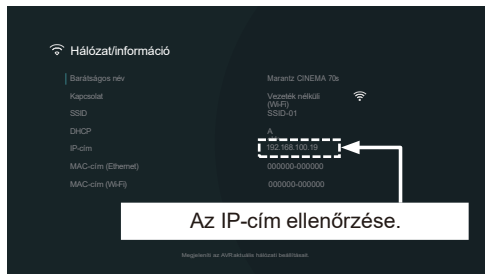 Hálózat/információ
Barátságos név Marantz CINEMA 70s
Kapcsolat Vezeték nélküli
(Wi-Fi)
SSID SSID-01
DHCP A
IP-cím 192.168.100.19
MAC-cím (Ethernet) 000000-000000
MAC-cím (Wi-Fi) 000000-000000
Az IP-cím ellenőrzése.
Megjeleníti az AVR aktuális hálózati beállításait.